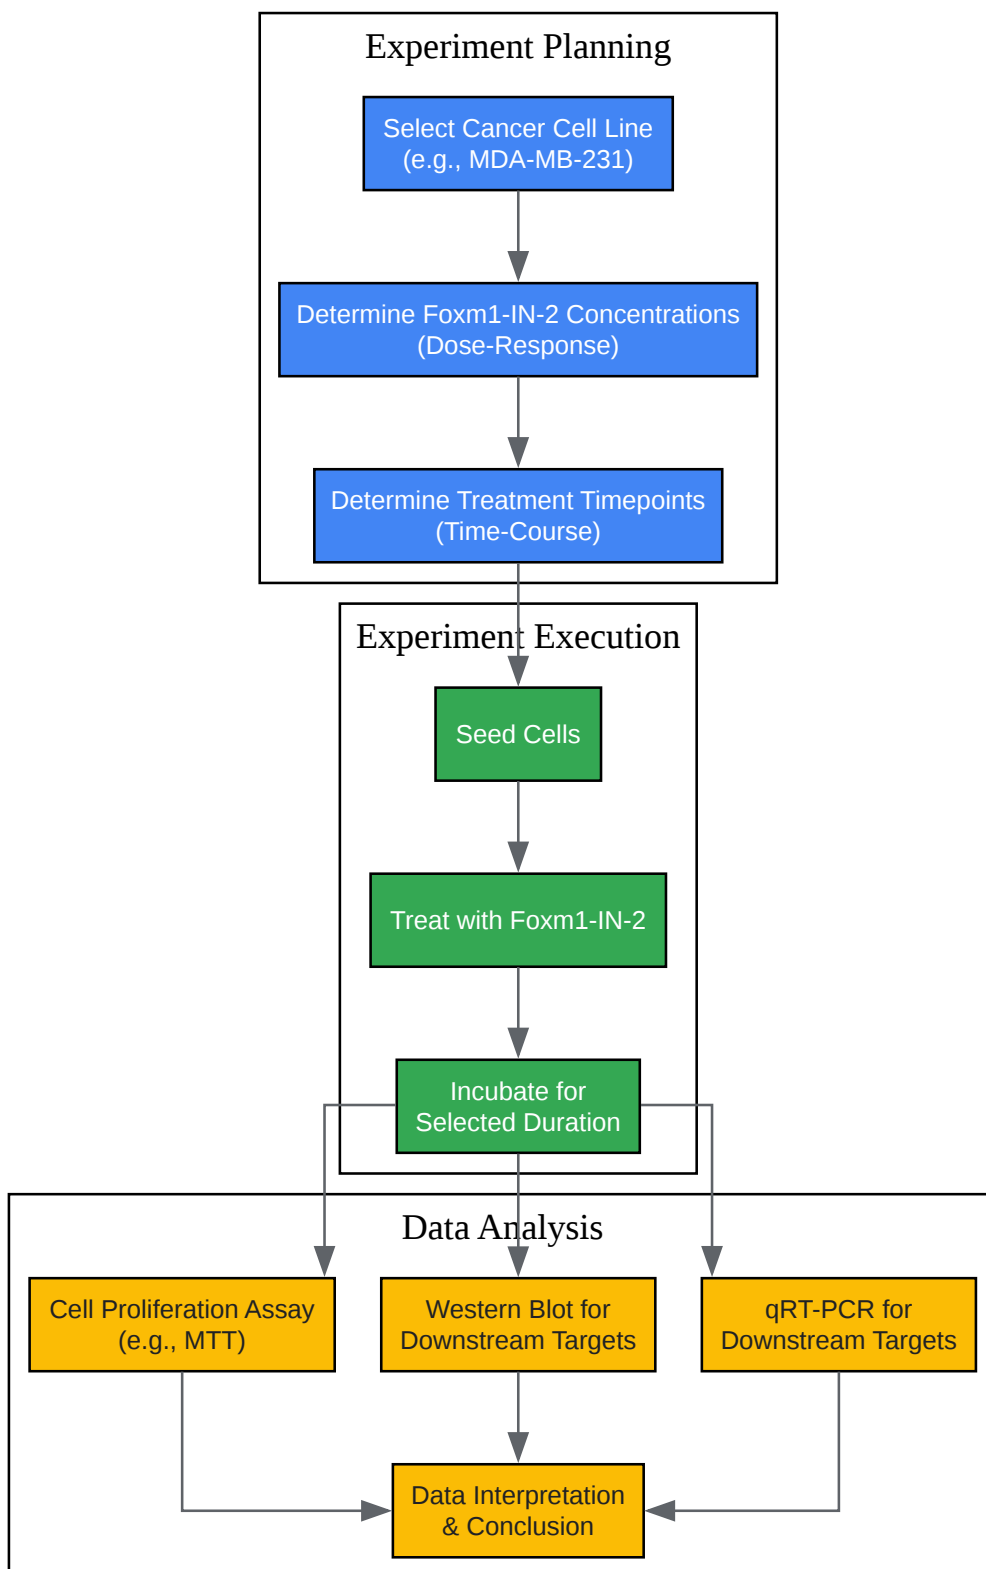 Experiment Planning
Select Cancer Cell Line
(e.g., MDA-MB-231)
Determine Foxm1-IN-2 Concentrations
(Dose-Response)
Determine Treatment Timepoints
(Time-Course)
Experiment Execution
Seed Cells
Treat with Foxm1-IN-2
Incubate for
Selected Duration
Data Analysis
Cell Proliferation Assay
(e.g., MTT)
Western Blot for
Downstream Targets
qRT-PCR for
Downstream Targets
Data Interpretation
& Conclusion